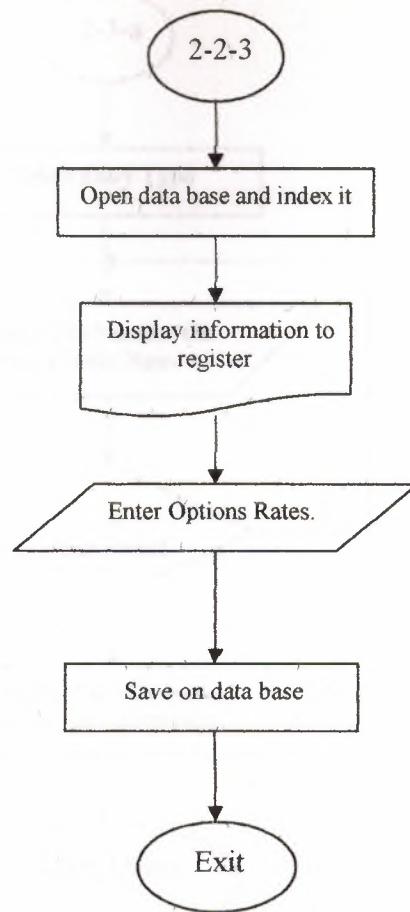 2-2-3
Open data base and index it
Display information to
register
Enter Options Rates.
Save on data base
Exit